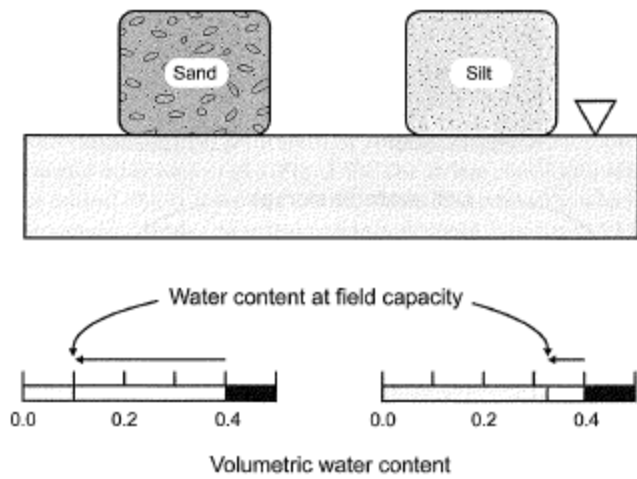 Sand
Silt
Water content at field capacity
0.0 0.2 0.4 0.0 0.2 0.4
Volumetric water content